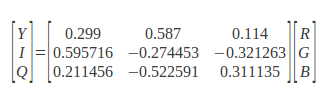 Y 0.299 0.587 0.114 R
I = 0.595716 −0.274453 −0.321263 G
Q 0.211456 −0.522591 0.311135 B